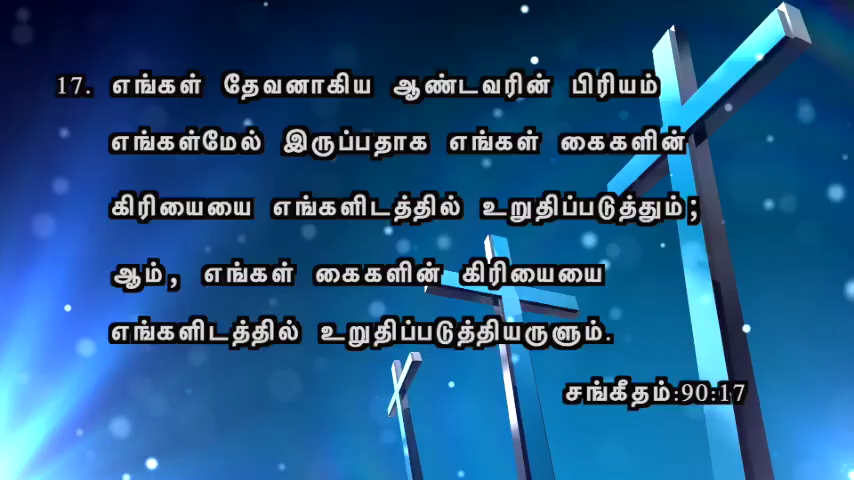 17. எங்கள் தேவனாகிய ஆண்டவரின் பிரியம்
எங்கள்மேல் இருப்பதாக எங்கள் கைகளின்
கிரியையை எங்களிடத்தில் உறுதிப்படுத்தும்;
ஆம், எங்கள் கைகளின் கிரியையை
எங்களிடத்தில் உறுதிப்படுத்தியருளும்.
சங்கீதம்:90:17